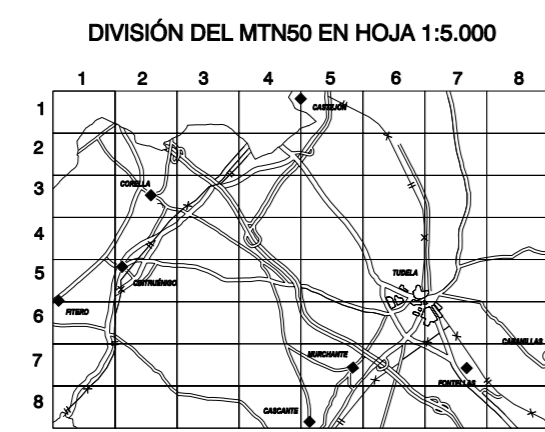 DIVISIÓN DEL MTN50 EN HOJA 1:5.000
1 2 3 4 5 6 7 8
1
CASTEJÓN
2
3
CORELLA
4
5
CINTRUÉNIGO
TUDELA
FITERO
6
CABANILLAS
7
MURCHANTE
FONTELLAS
8
CASCANTE